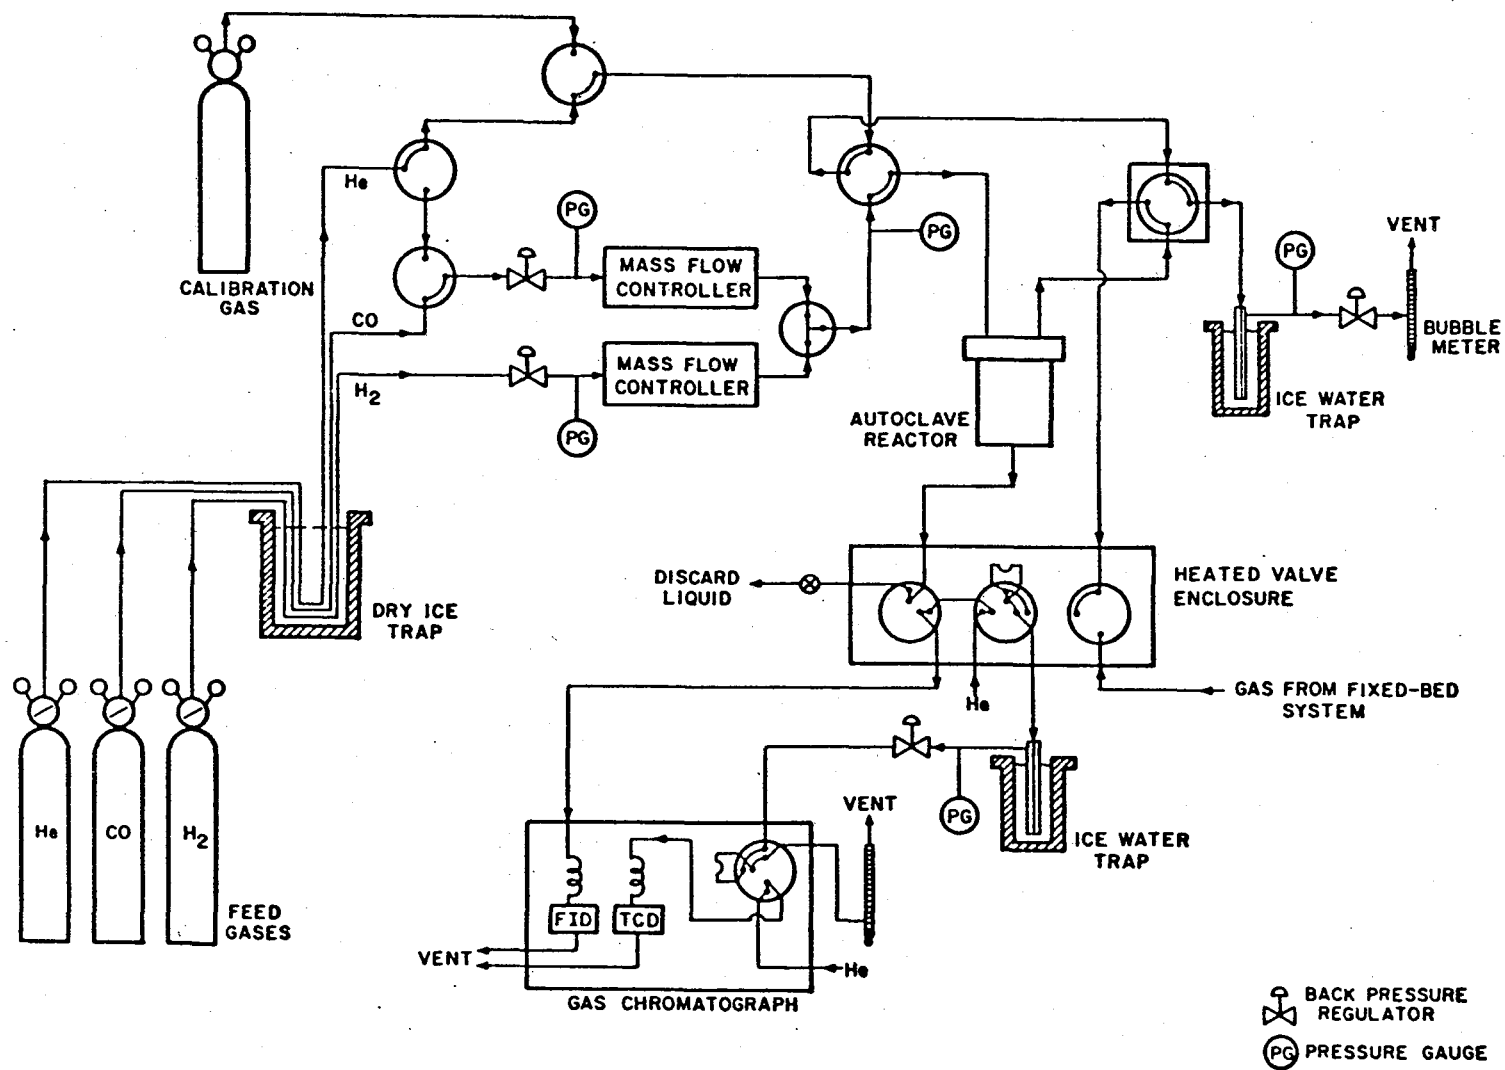 CALIBRATION
GAS
He
CO
H2
PG
MASS FLOW
CONTROLLER
MASS FLOW
CONTROLLER
PG
PG
AUTOCLAVE
REACTOR
PG
VENT
BUBBLE
METER
ICE WATER
TRAP
DRY ICE
TRAP
DISCARD
LIQUID
HEATED VALVE
ENCLOSURE
He
GAS FROM FIXED-BED
SYSTEM
He
CO
H2
FEED
GASES
PG
ICE WATER
TRAP
VENT
FID
TCD
VENT
He
GAS CHROMATOGRAPH
BACK PRESSURE
REGULATOR
PG PRESSURE GAUGE